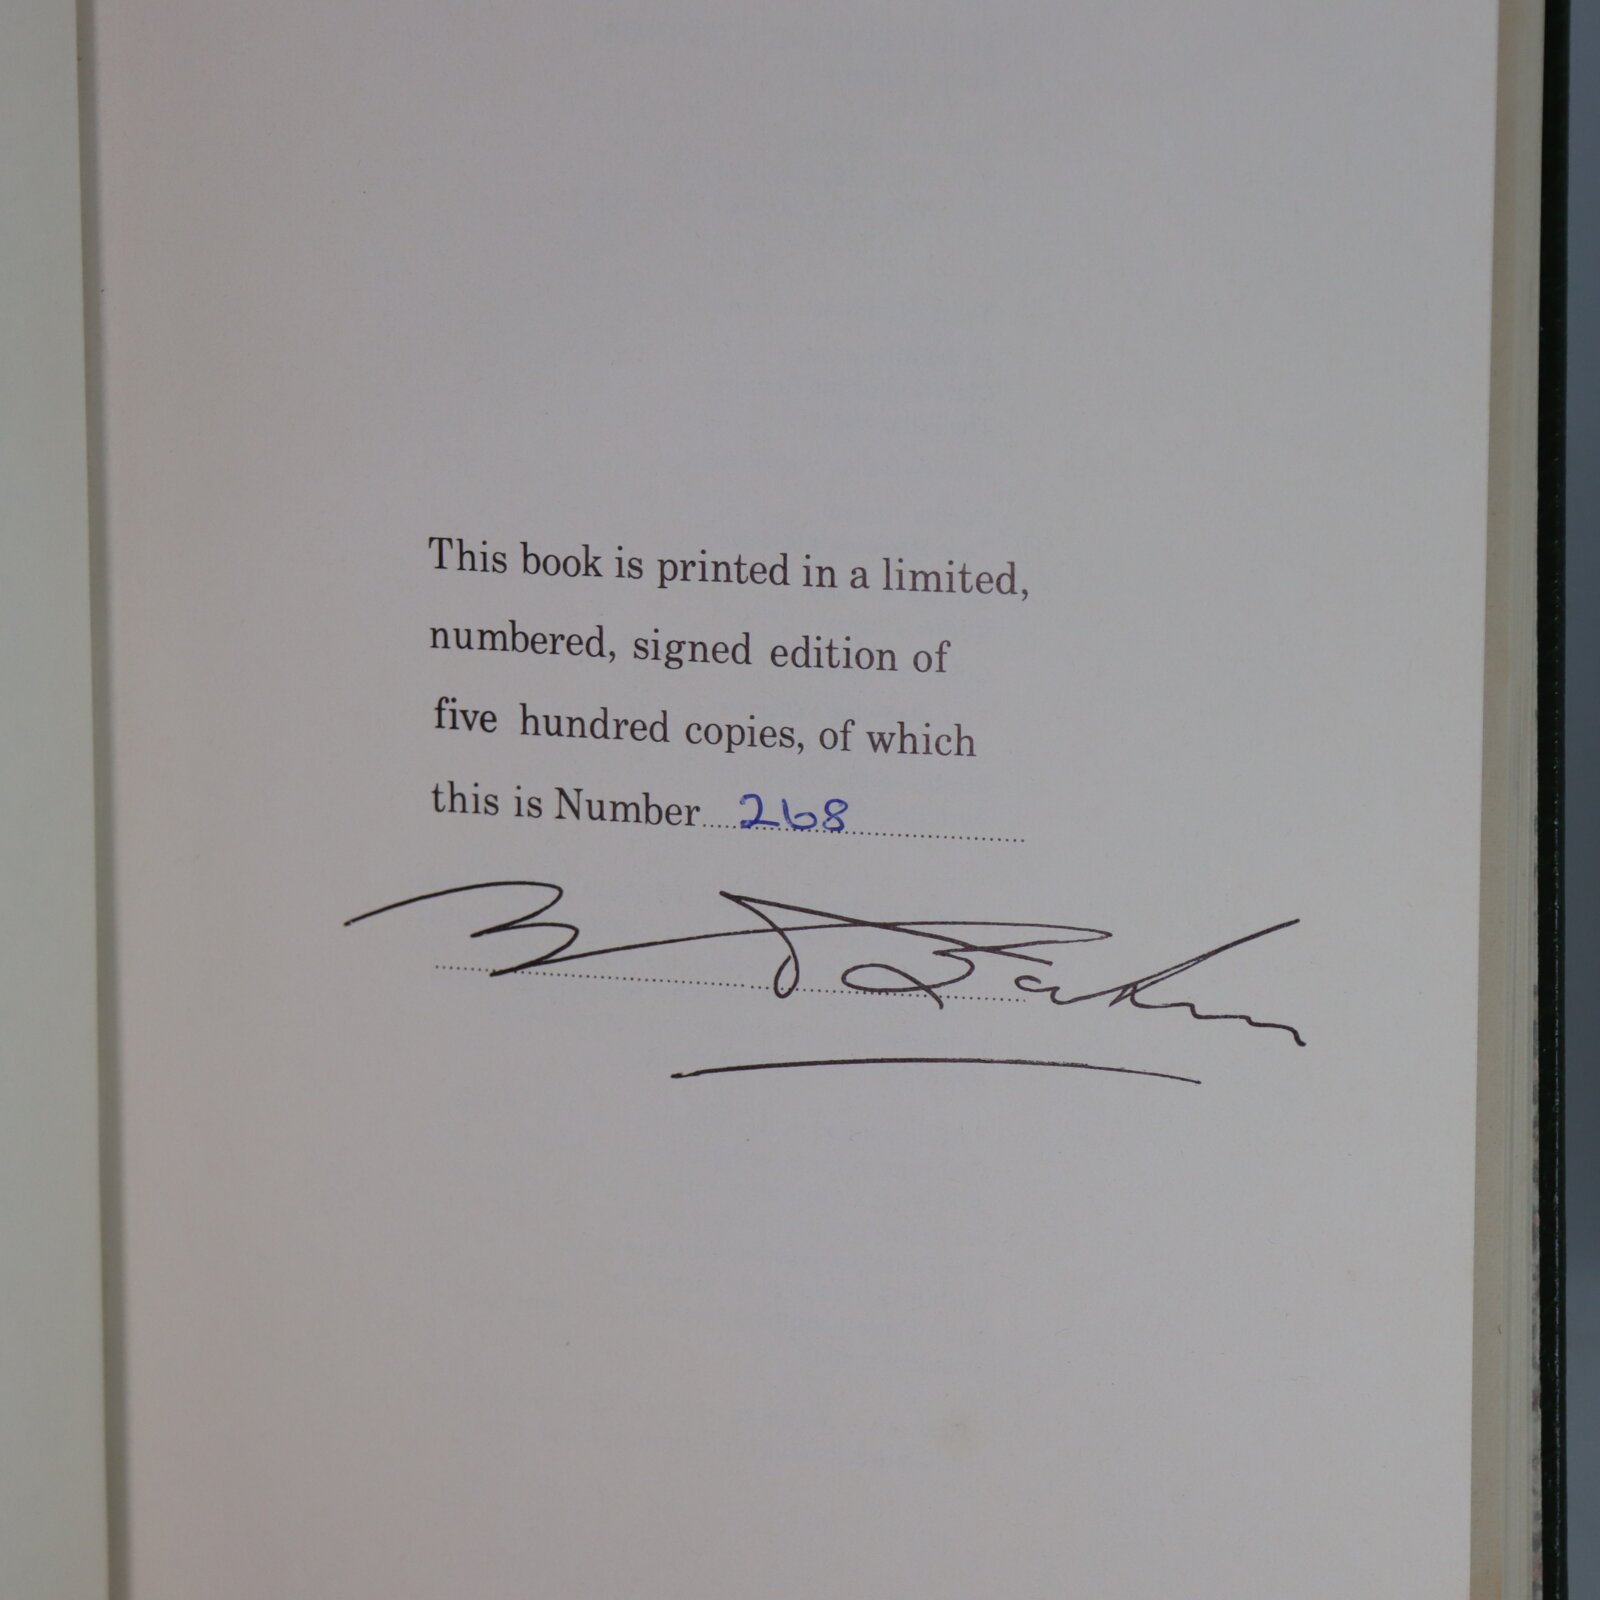 This book is printed in a limited,
numbered, signed edition of
five hundred copies, of which
this is Number 268